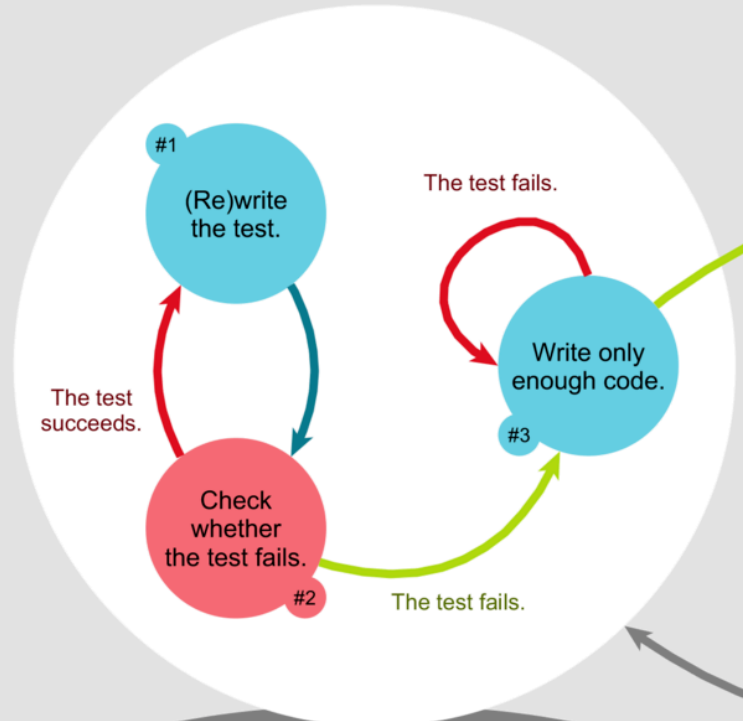 #1
(Re)write
the test.
The test fails.
Write only
enough code.
#3
The test
succeeds.
Check
whether
the test fails.
#2
The test fails.